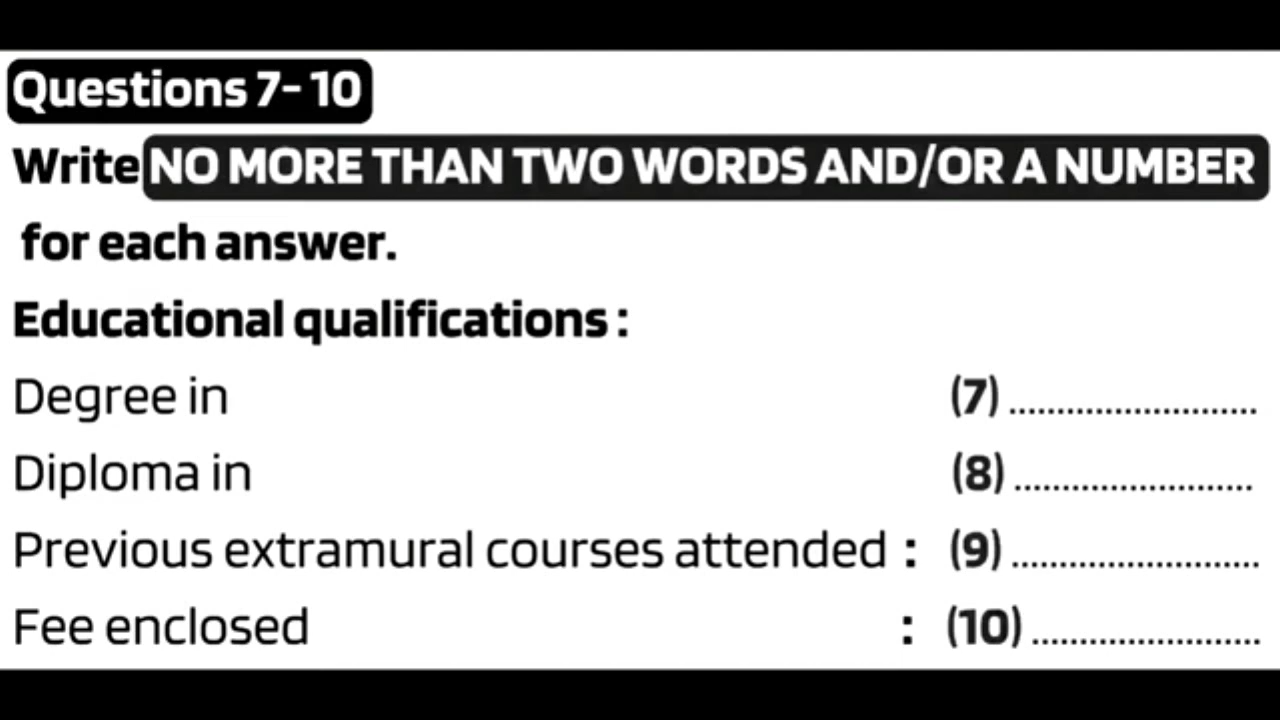 Questions 7- 10
Write NO MORE THAN TWO WORDS AND/OR A NUMBER
for each answer.
Educational qualifications :
Degree in (7) ..........................
Diploma in (8) .........................
Previous extramural courses attended : (9) ..........................
Fee enclosed : (10) ........................